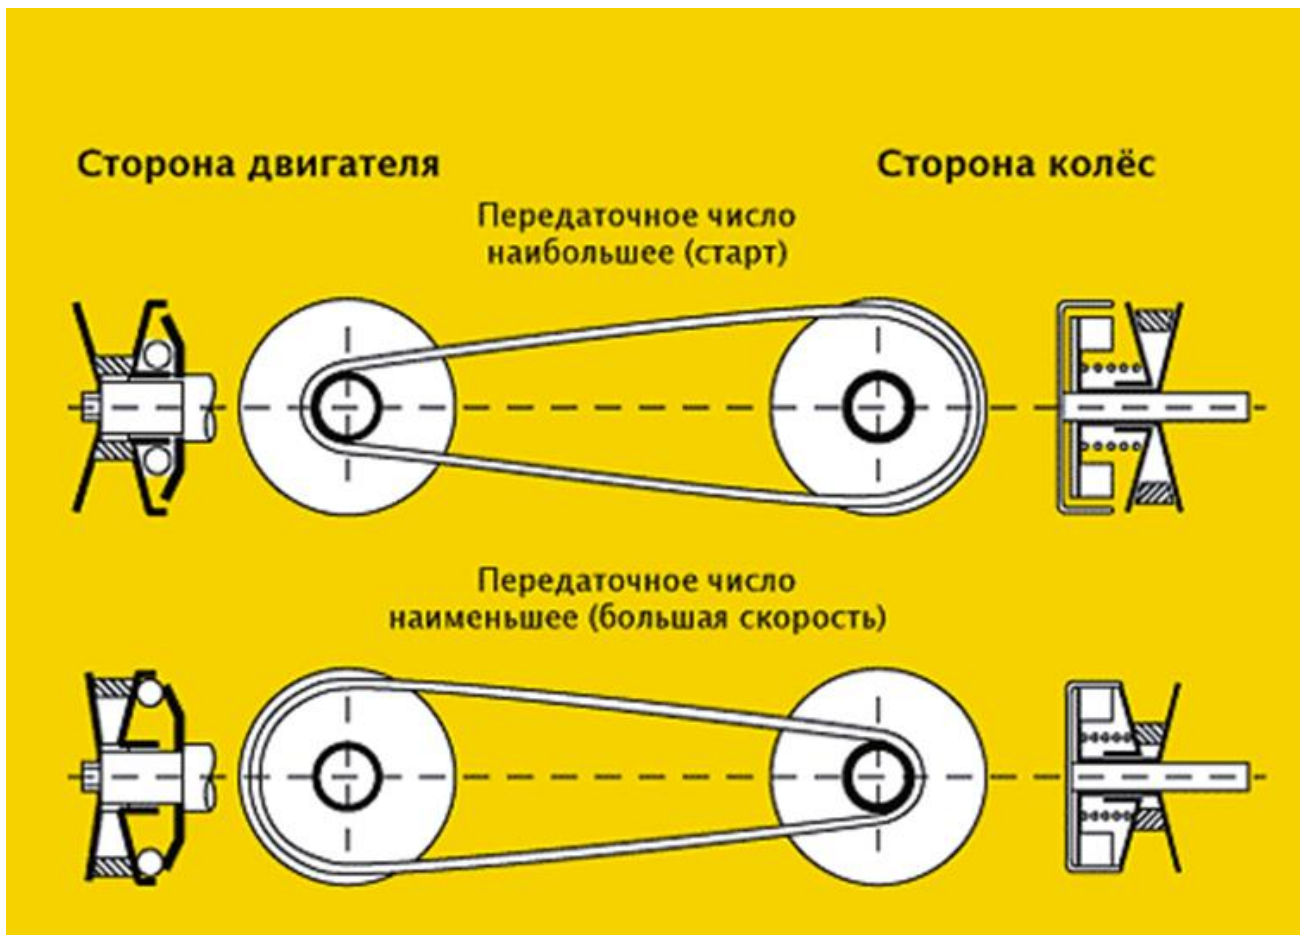 Сторона двигателя
Сторона колёс
Передаточное число
наибольшее (старт)
Передаточное число
наименьшее (большая скорость)